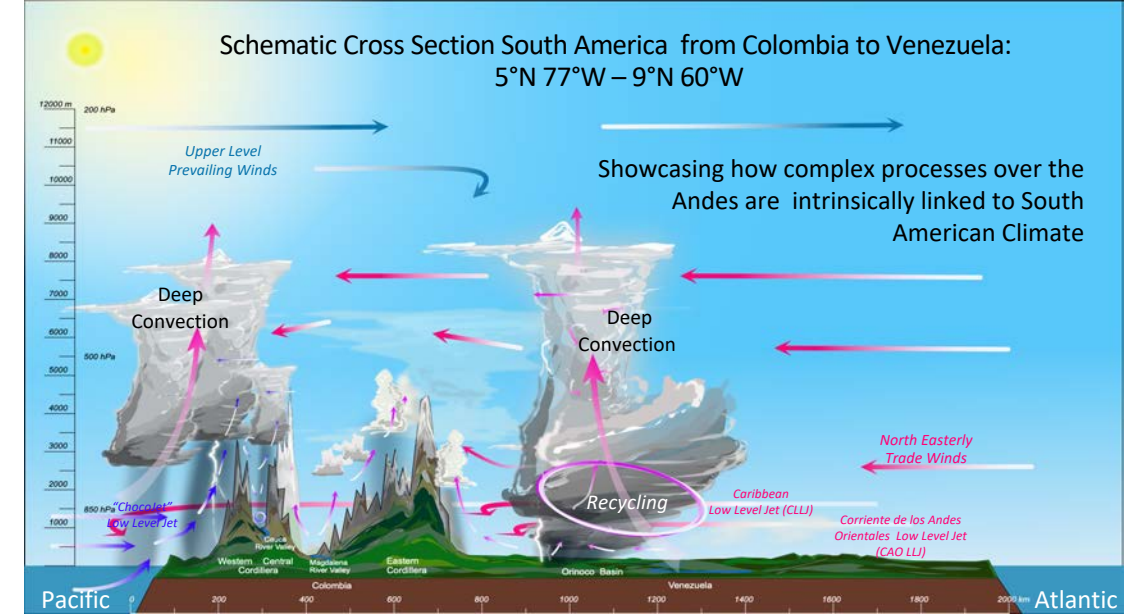 Schematic Cross Section South America from Colombia to Venezuela:
5°N 77°W – 9°N 60°W
12000 m
200 hPa
11000
10000
9000
8000
7000
6000
500 hPa
5000
4000
3000
2000
850 hPa
1000
Upper Level
Prevailing Winds
Showcasing how complex processes over the
Andes are intrinsically linked to South
American Climate
Deep
Convection
Deep
Convection
North Easterly
Trade Winds
Recycling
Caribbean
Low Level Jet (CLLJ)
Corriente de los Andes
Orientales Low Level Jet
(CAO LLJ)
"ChocoJet"
Low Level Jet
Cauca
River Valley
Western
Cordillera
Central
Magdalena
River Valley
Eastern
Cordillera
Orinoco Basin
Colombia
Venezuela
Pacific
0
200
400
600
800
1000
1200
1400
1600
1800
2000 km
Atlantic